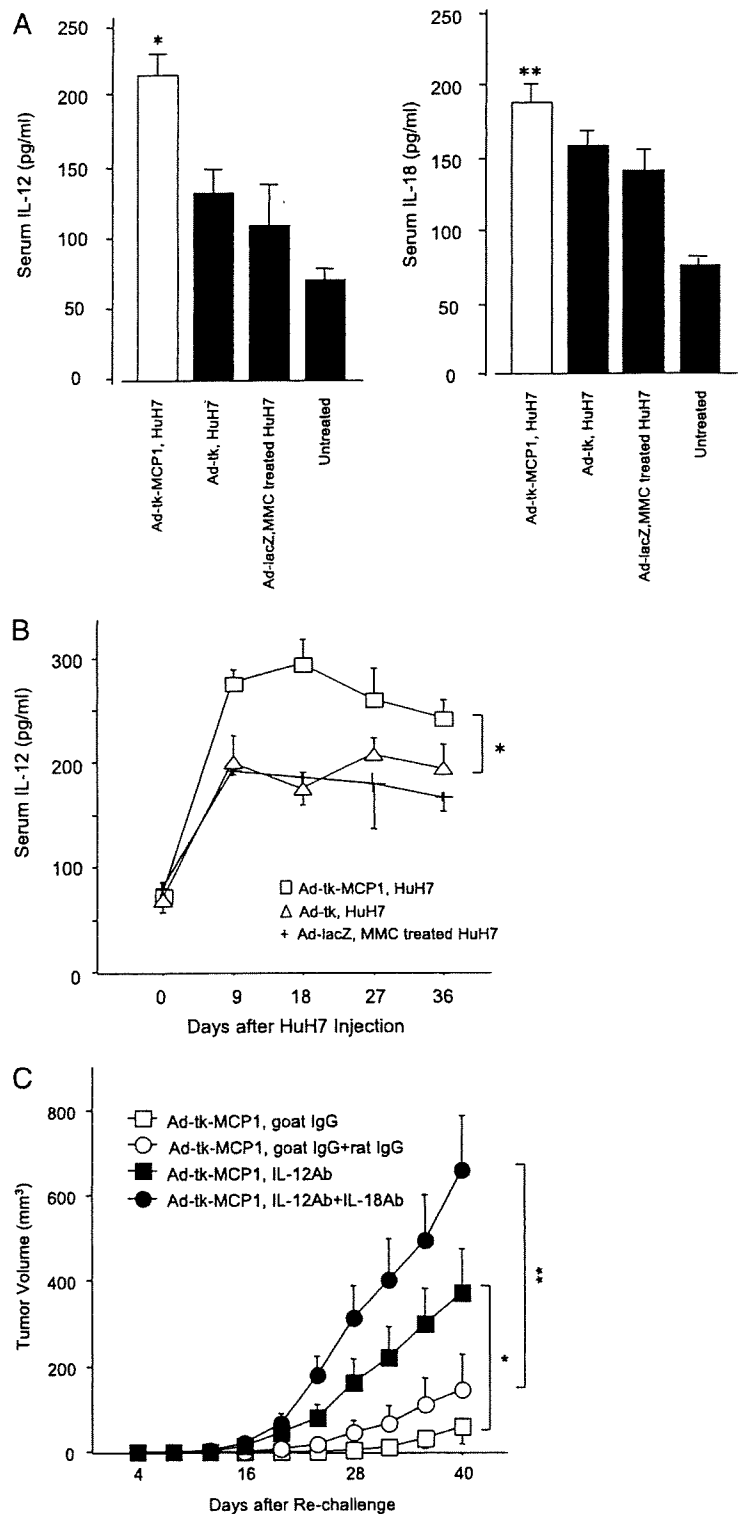 A
250
200
150
100
50
0
Serum IL-12 (pg/ml)
*
Ad-tk-MCP1, HuH7
Ad-tk, HuH7
Ad-lacZ,MMC treated HuH7
Untreated
250
200
150
100
50
0
Serum IL-18 (pg/ml)
**
Ad-tk-MCP1, HuH7
Ad-tk, HuH7
Ad-lacZ,MMC treated HuH7
Untreated
B
300
200
100
0
Serum IL-12 (pg/ml)
*
Ad-tk-MCP1, HuH7
Ad-tk, HuH7
Ad-lacZ, MMC treated HuH7
0 9 18 27 36
Days after HuH7 Injection
C
800
600
400
200
0
Tumor Volume (mm³)
Ad-tk-MCP1, goat IgG
Ad-tk-MCP1, goat IgG+rat IgG
Ad-tk-MCP1, IL-12Ab
Ad-tk-MCP1, IL-12Ab+IL-18Ab
**
*
4 16 28 40
Days after Re-challenge